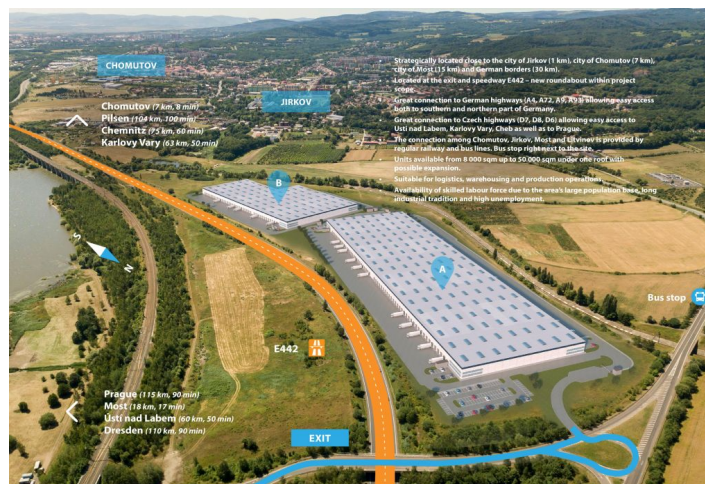 CHOMUTOV
Strategically located close to the city of Jirkov (1 km), city of Chomutov (7 km),
city of Most (15 km) and German borders (30 km).
Located at the exit and speedway E442 – new roundabout within project
scope.
Great connection to German highways (A4, A72, A9, A93) allowing easy access
both to southern and northern part of Germany.
Great connection to Czech highways (D7, D8, D6) allowing easy access to
Usti nad Labem, Karlovy Vary, Cheb as well as to Prague.
The connection among Chomutov, Jirkov, Most and Litvinov is provided by
regular railway and bus lines. Bus stop right next to the site.
Units available from 8 000 sqm up to 50 000 sqm under one roof with
possible expansion.
Suitable for logistics, warehousing and production operations.
Availability of skilled labour force due to the area's large population base, long
industrial tradition and high unemployment.
JIRKOV
Chomutov (7 km, 8 min)
Pilsen (104 km, 100 min)
Chemnitz (75 km, 60 min)
Karlovy Vary (63 km, 50 min)
B
S
N
A
Bus stop
E442
Prague (115 km, 90 min)
Most (18 km, 17 min)
Ústí nad Labem (60 km, 50 min)
Dresden (110 km, 90 min)
EXIT